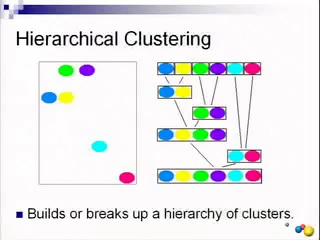 Hierarchical Clustering
Builds or breaks up a hierarchy of clusters.